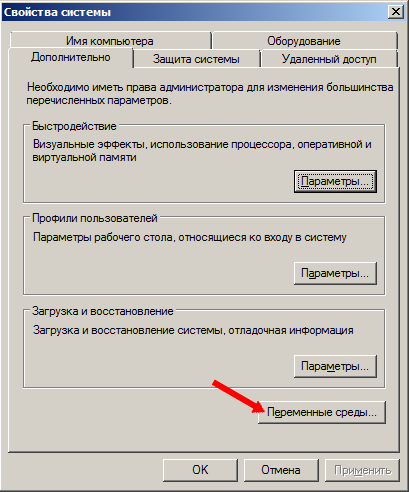 Свойства системы
Имя компьютера
Оборудование
Дополнительно
Защита системы
Удаленный доступ
Необходимо иметь права администратора для изменения большинства
перечисленных параметров.
Быстродействие
Визуальные эффекты, использование процессора, оперативной и
виртуальной памяти
Параметры...
Профили пользователей
Параметры рабочего стола, относящиеся ко входу в систему
Параметры...
Загрузка и восстановление
Загрузка и восстановление системы, отладочная информация
Параметры...
Переменные среды...
OK
Отмена
Применить